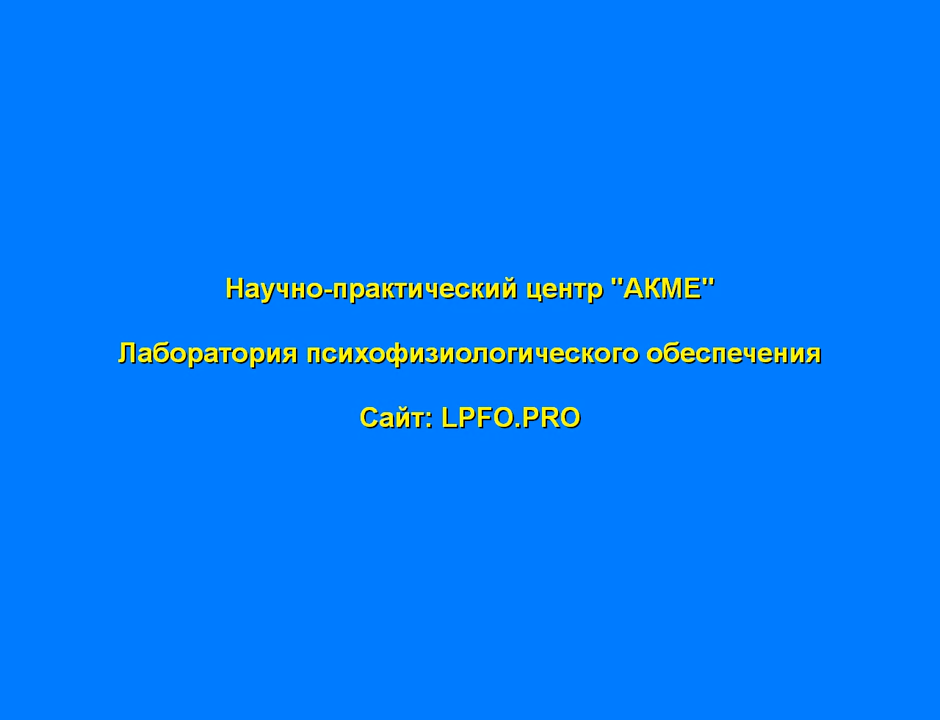 Научно-практический центр "АКМЕ"
Лаборатория психофизиологического обеспечения
Сайт: LPFO.PRO